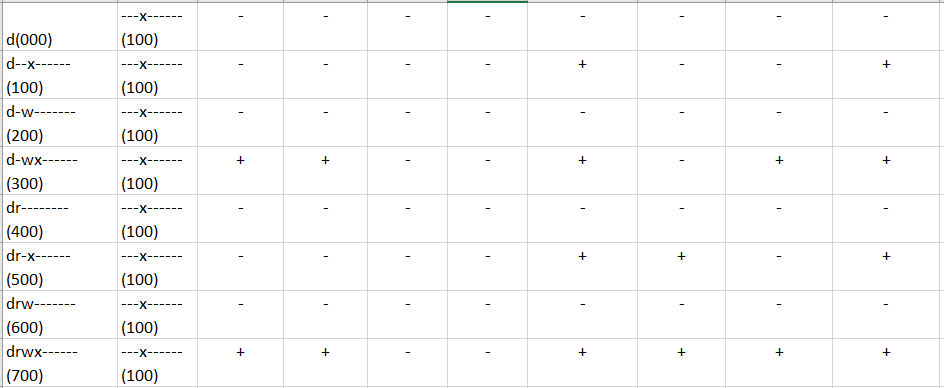 ---x------ - - - - - - - -
d(000) (100)
d--x------ ---x------ - - - - + - - +
(100) (100)
d-w------- ---x------ - - - - - - - -
(200) (100)
d-wx------ ---x------ + + - - + - + +
(300) (100)
dr-------- ---x------ - - - - - - - -
(400) (100)
dr-x------ ---x------ - - - - + + - +
(500) (100)
drw------- ---x------ - - - - - - - -
(600) (100)
drwx------ ---x------ + + - - + + + +
(700) (100)